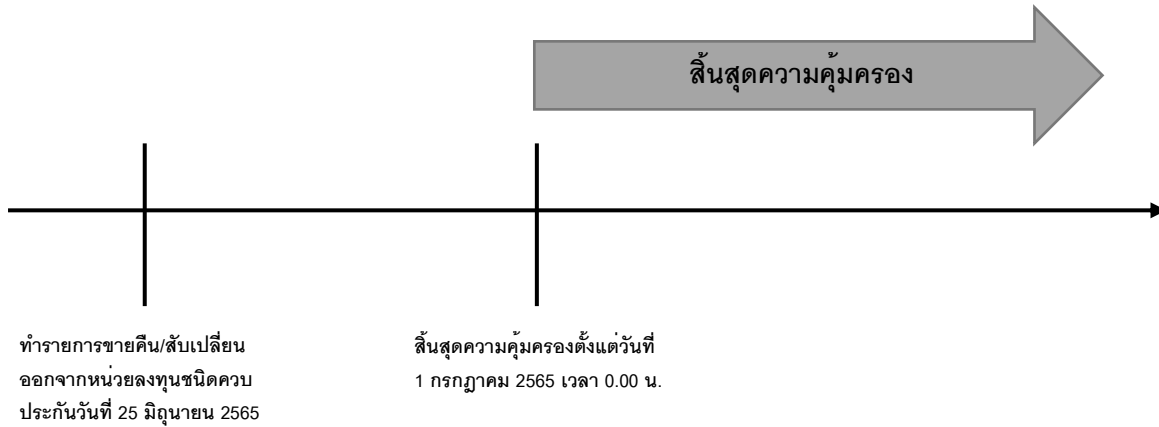 สิ้นสุดความคุ้มครอง
ทำรายการขายคืน/สับเปลี่ยน
ออกจากหน่วยลงทุนชนิดควบ
ประกันวันที่ 25 มิถุนายน 2565
สิ้นสุดความคุ้มครองตั้งแต่วันที่
1 กรกฎาคม 2565 เวลา 0.00 น.